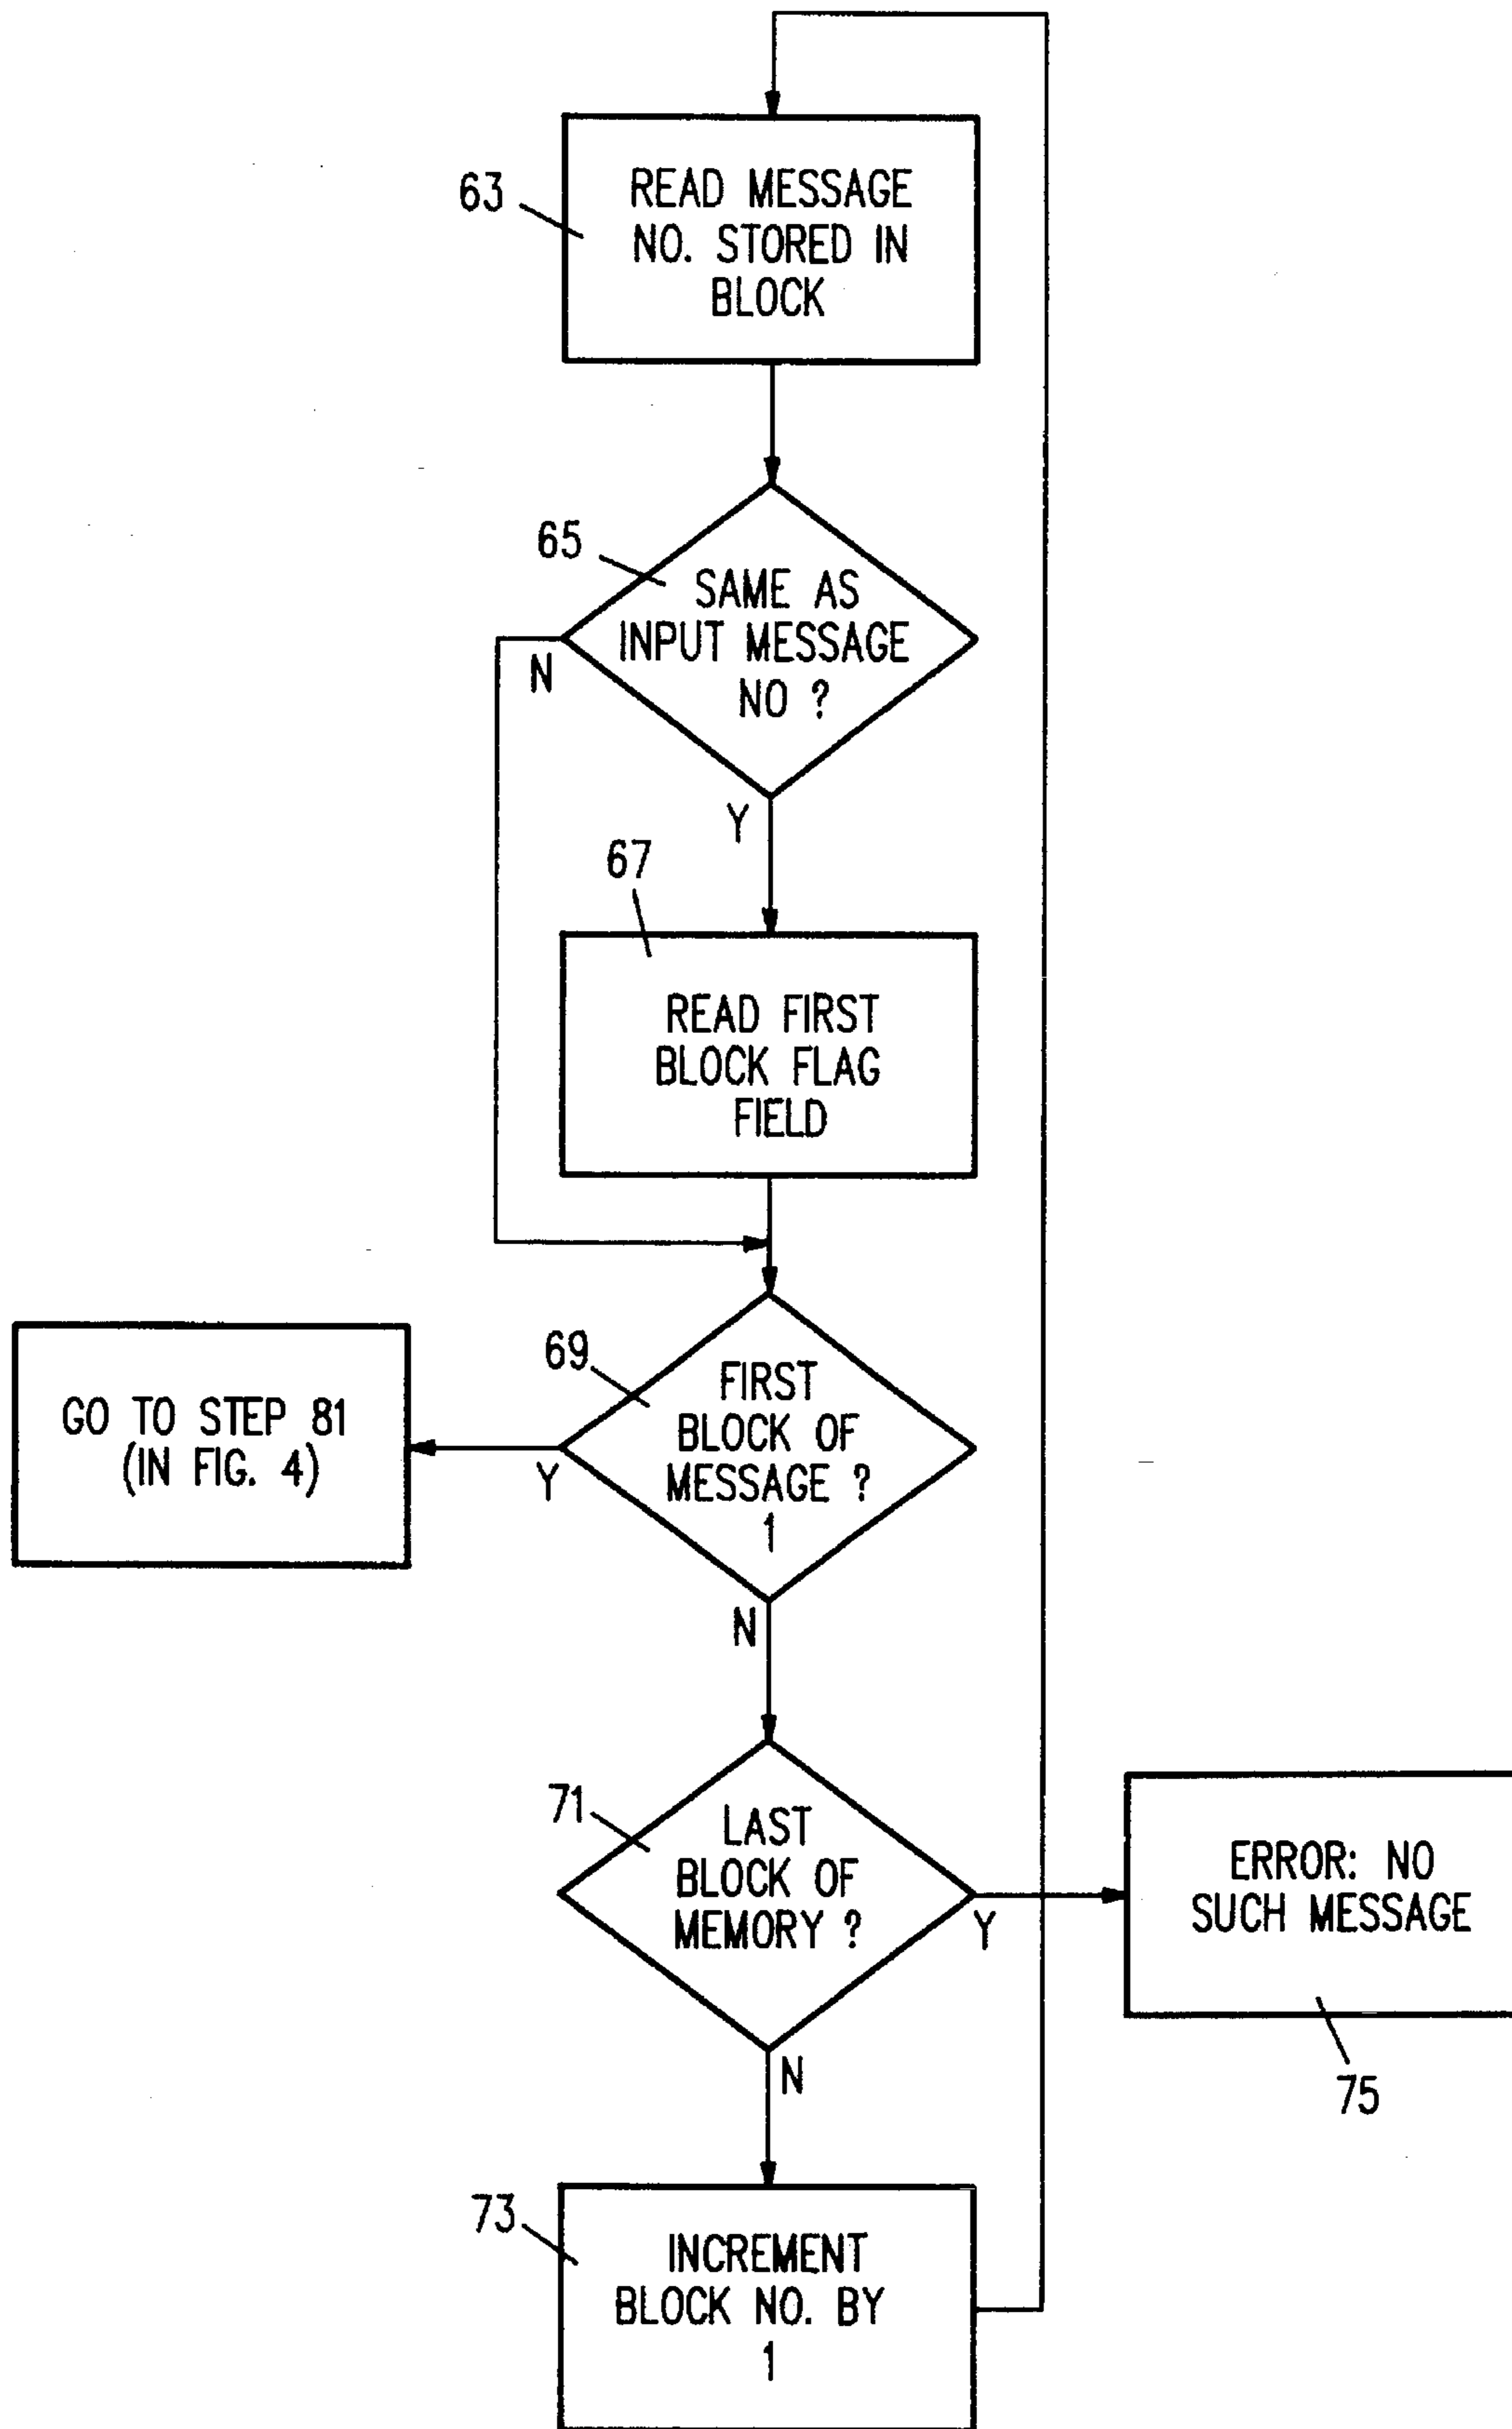 63
READ MESSAGE
NO. STORED IN
BLOCK
65
SAME AS
INPUT MESSAGE
NO ?
N
Y
67
READ FIRST
BLOCK FLAG
FIELD
GO TO STEP 81
(IN FIG. 4)
69
FIRST
BLOCK OF
MESSAGE ?
1
Y
N
71
LAST
BLOCK OF
MEMORY ?
Y
N
ERROR: NO
SUCH MESSAGE
75
73
INCREMENT
BLOCK NO. BY
1